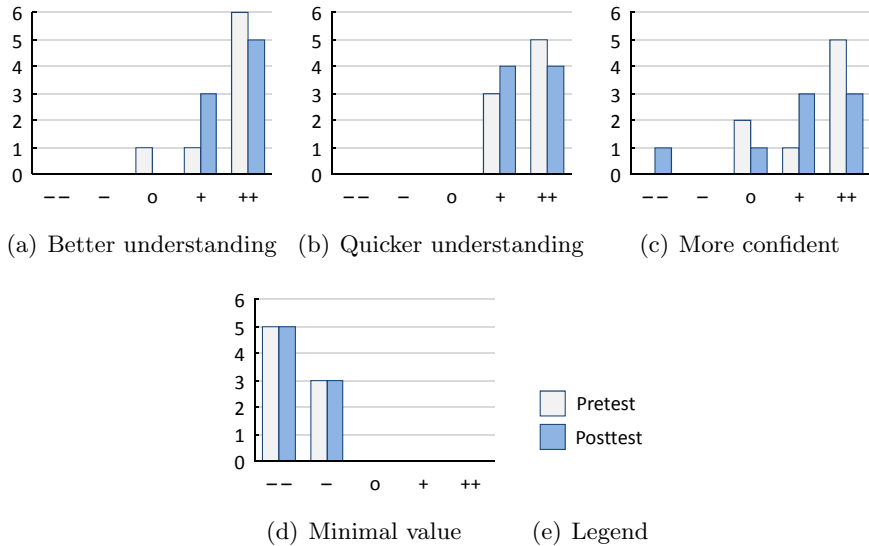 6
5
4
3
2
1
0
−− − o + ++
(a) Better understanding
6
5
4
3
2
1
0
−− − o + ++
(b) Quicker understanding
6
5
4
3
2
1
0
−− − o + ++
(c) More confident
6
5
4
3
2
1
0
−− − o + ++
(d) Minimal value
Pretest
Posttest
(e) Legend